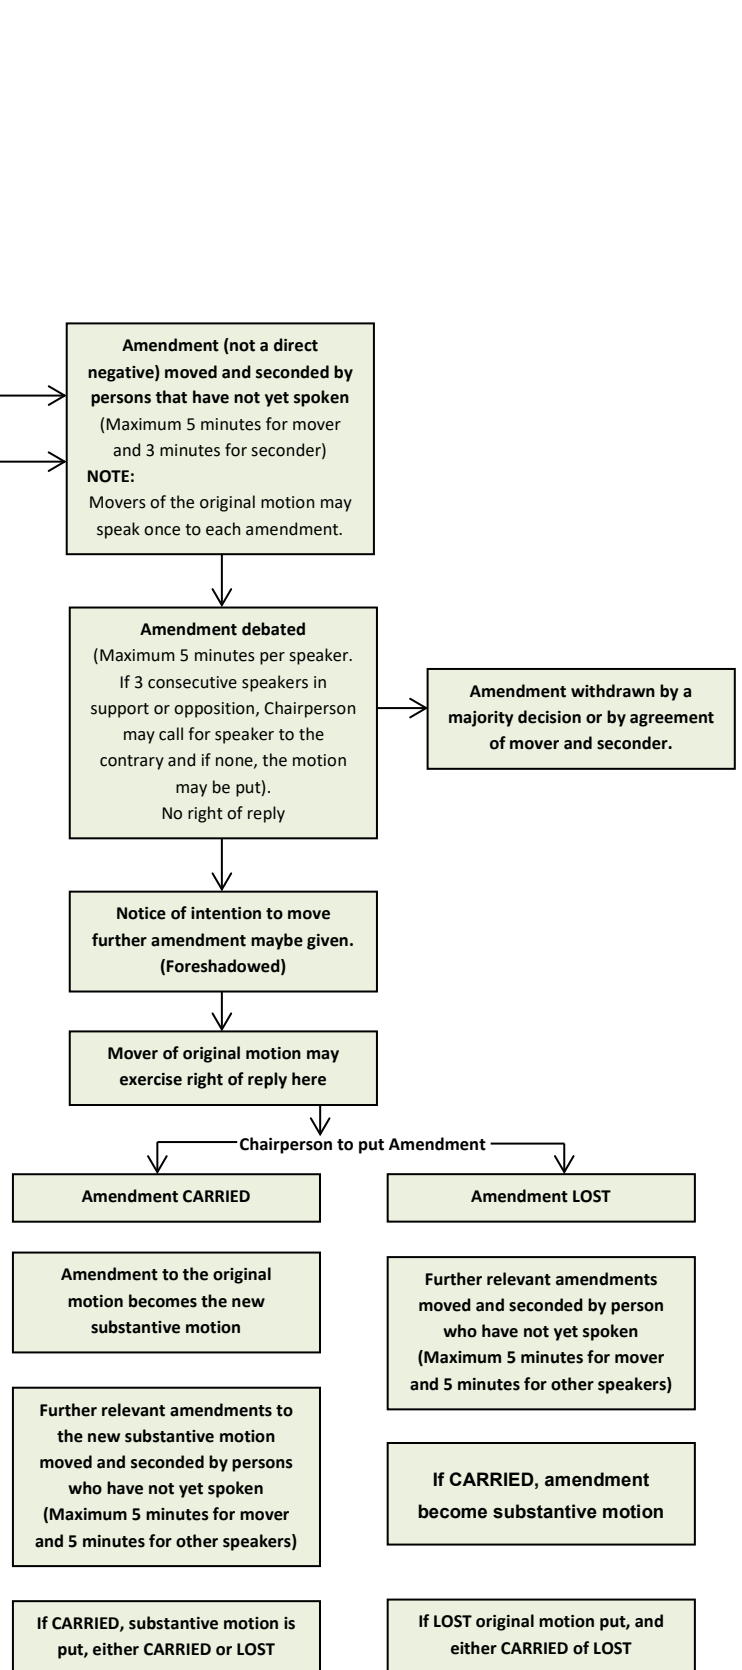 Amendment (not a direct
negative) moved and seconded by
persons that have not yet spoken
(Maximum 5 minutes for mover
and 3 minutes for seconder)
NOTE:
Movers of the original motion may
speak once to each amendment.
Amendment debated
(Maximum 5 minutes per speaker.
If 3 consecutive speakers in
support or opposition, Chairperson
may call for speaker to the
contrary and if none, the motion
may be put).
No right of reply
Amendment withdrawn by a
majority decision or by agreement
of mover and seconder.
Notice of intention to move
further amendment maybe given.
(Foreshadowed)
Mover of original motion may
exercise right of reply here
Chairperson to put Amendment
Amendment CARRIED
Amendment to the original
motion becomes the new
substantive motion
Further relevant amendments to
the new substantive motion
moved and seconded by persons
who have not yet spoken
(Maximum 5 minutes for mover
and 5 minutes for other speakers)
If CARRIED, substantive motion is
put, either CARRIED or LOST
Amendment LOST
Further relevant amendments
moved and seconded by person
who have not yet spoken
(Maximum 5 minutes for mover
and 5 minutes for other speakers)
If CARRIED, amendment
become substantive motion
If LOST original motion put, and
either CARRIED of LOST